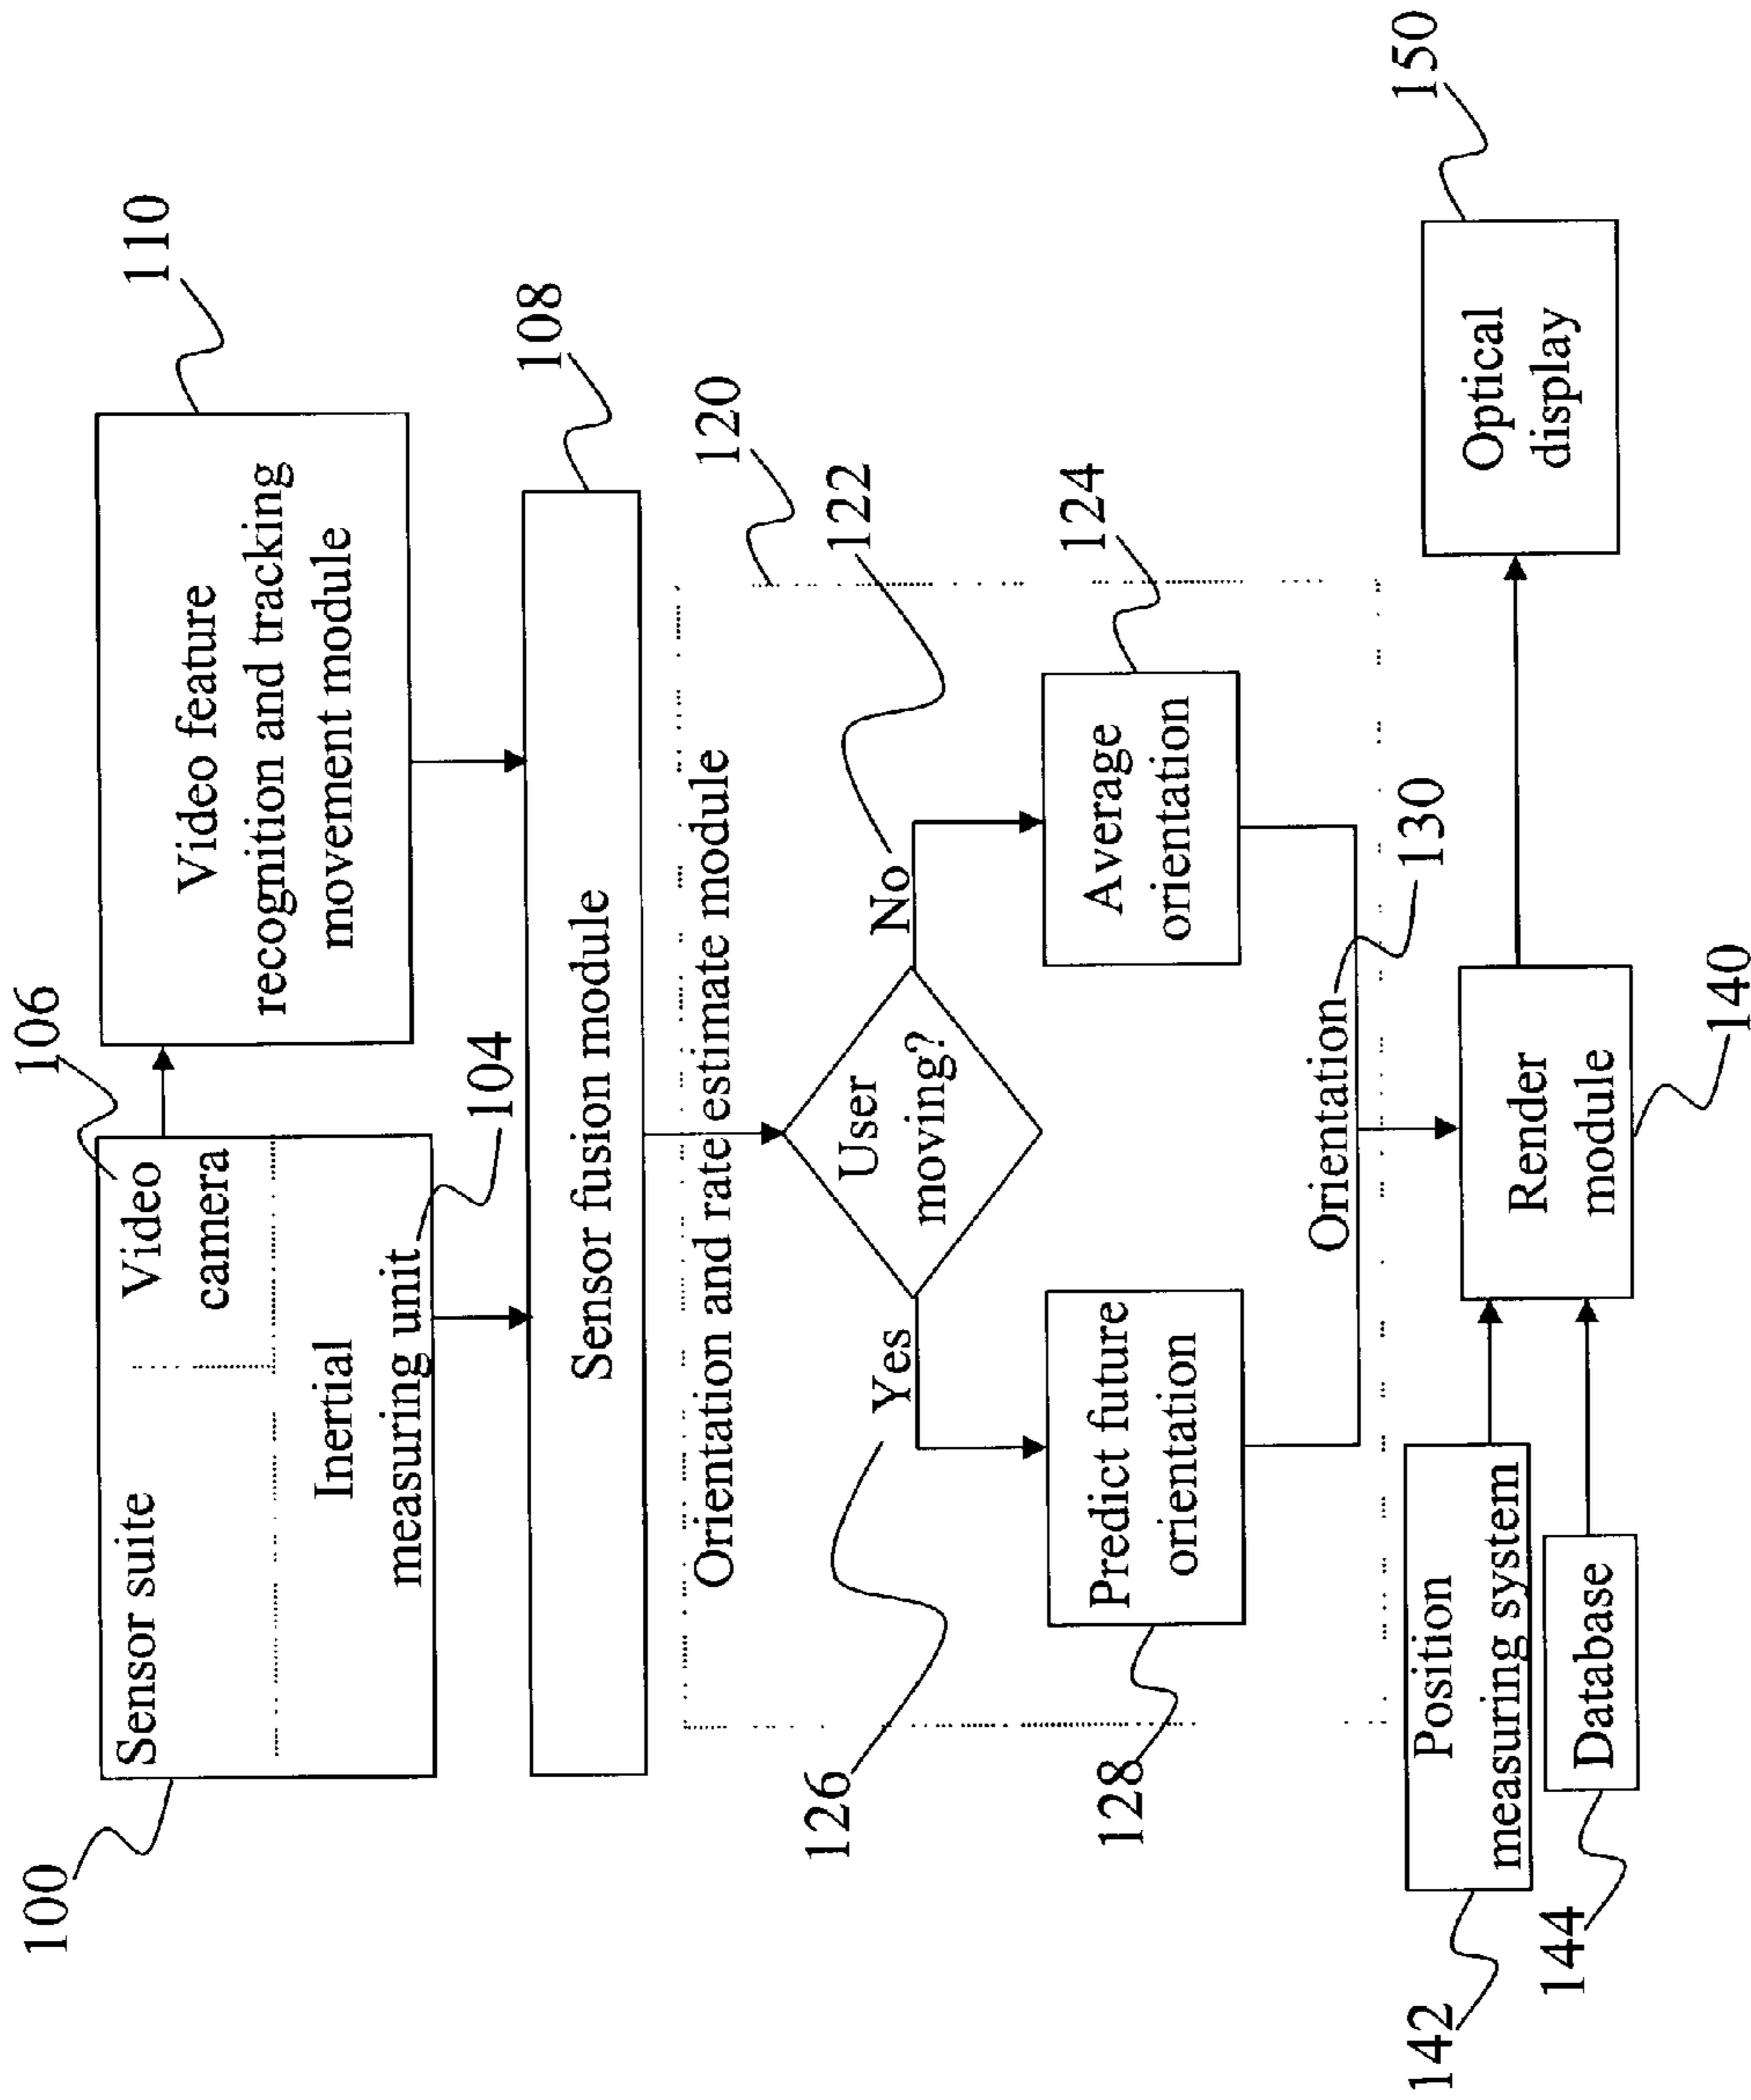 100
Sensor suite
106
Video
camera
Inertial
measuring unit
104
110
Video feature
recognition and tracking
movement module
108
Sensor fusion module
120
Orientation and rate estimate module
User
moving?
Yes
126
No
122
Predict future
orientation
128
Average
orientation
124
Orientation
130
Position
measuring system
142
Database
144
Render
module
140
Optical
display
150